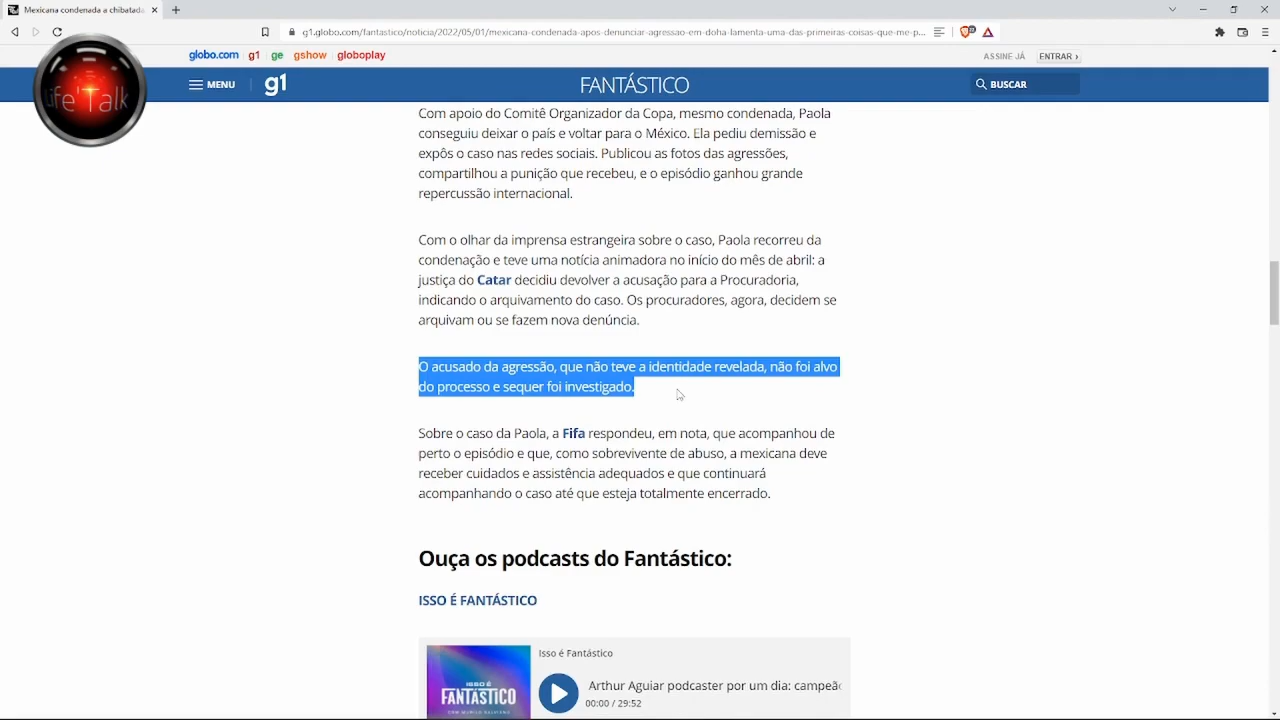 Mexicana condenada a chibatada
g1.globo.com/fantastico/noticia/2022/05/01/mexicana-condenada-apos-denunciar-agressao-em-doha-lamenta-uma-das-primeiras-coisas-que-me-p...
globo.com g1 ge gshow globoplay
ASSINE JÁ ENTRAR ›
MENU g1 FANTÁSTICO BUSCAR
Life Talk
Com apoio do Comitê Organizador da Copa, mesmo condenada, Paola
conseguiu deixar o país e voltar para o México. Ela pediu demissão e
expôs o caso nas redes sociais. Publicou as fotos das agressões,
compartilhou a punição que recebeu, e o episódio ganhou grande
repercussão internacional.
Com o olhar da imprensa estrangeira sobre o caso, Paola recorreu da
condenação e teve uma notícia animadora no início do mês de abril: a
justiça do Catar decidiu devolver a acusação para a Procuradoria,
indicando o arquivamento do caso. Os procuradores, agora, decidem se
arquivam ou se fazem nova denúncia.
O acusado da agressão, que não teve a identidade revelada, não foi alvo
do processo e sequer foi investigado.
Sobre o caso da Paola, a Fifa respondeu, em nota, que acompanhou de
perto o episódio e que, como sobrevivente de abuso, a mexicana deve
receber cuidados e assistência adequados e que continuará
acompanhando o caso até que esteja totalmente encerrado.
Ouça os podcasts do Fantástico:
ISSO É FANTÁSTICO
Isso é Fantástico
Arthur Aguiar podcaster por um dia: campeã
00:00 / 29:52
ISSO É
FANTÁSTICO